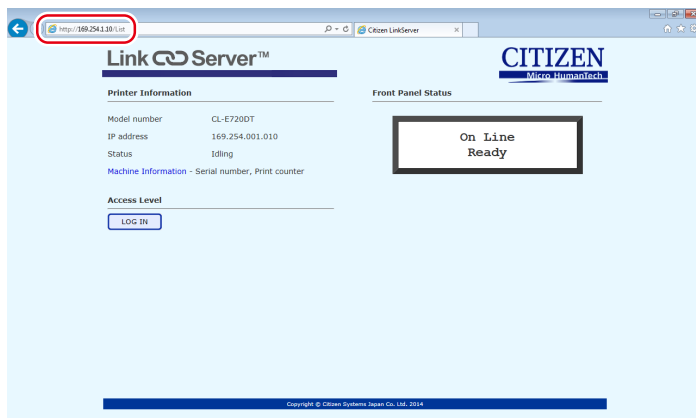 http://169.254.1.10/List
Citizen LinkServer
Link Server™
CITIZEN
Micro HumanTech
Printer Information
Front Panel Status
Model number CL-E720DT
IP address 169.254.001.010
Status Idling
Machine Information - Serial number, Print counter
On Line
Ready
Access Level
LOG IN
Copyright © Citizen Systems Japan Co. Ltd. 2014